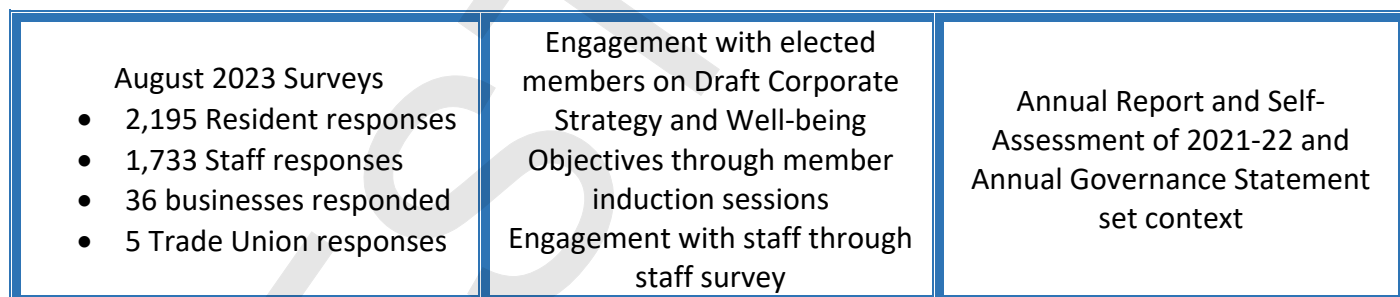 August 2023 Surveys
• 2,195 Resident responses
• 1,733 Staff responses
• 36 businesses responded
• 5 Trade Union responses
Engagement with elected
members on Draft Corporate
Strategy and Well-being
Objectives through member
induction sessions
Engagement with staff through
staff survey
Annual Report and Self-
Assessment of 2021-22 and
Annual Governance Statement
set context